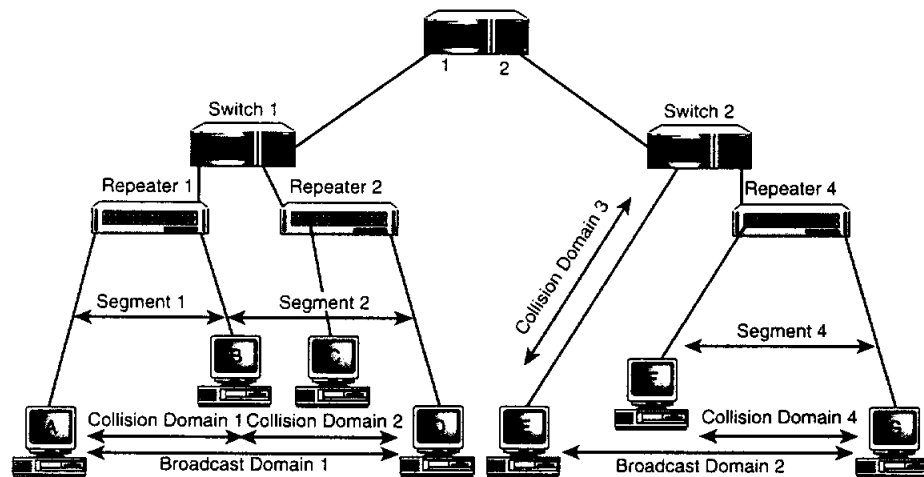 1 2
Switch 1
Switch 2
Repeater 1
Repeater 2
Repeater 4
Collision Domain 3
Segment 1
Segment 2
Segment 4
B
C
F
A
Collision Domain 1
Collision Domain 2
D
E
Collision Domain 4
Broadcast Domain 1
Broadcast Domain 2